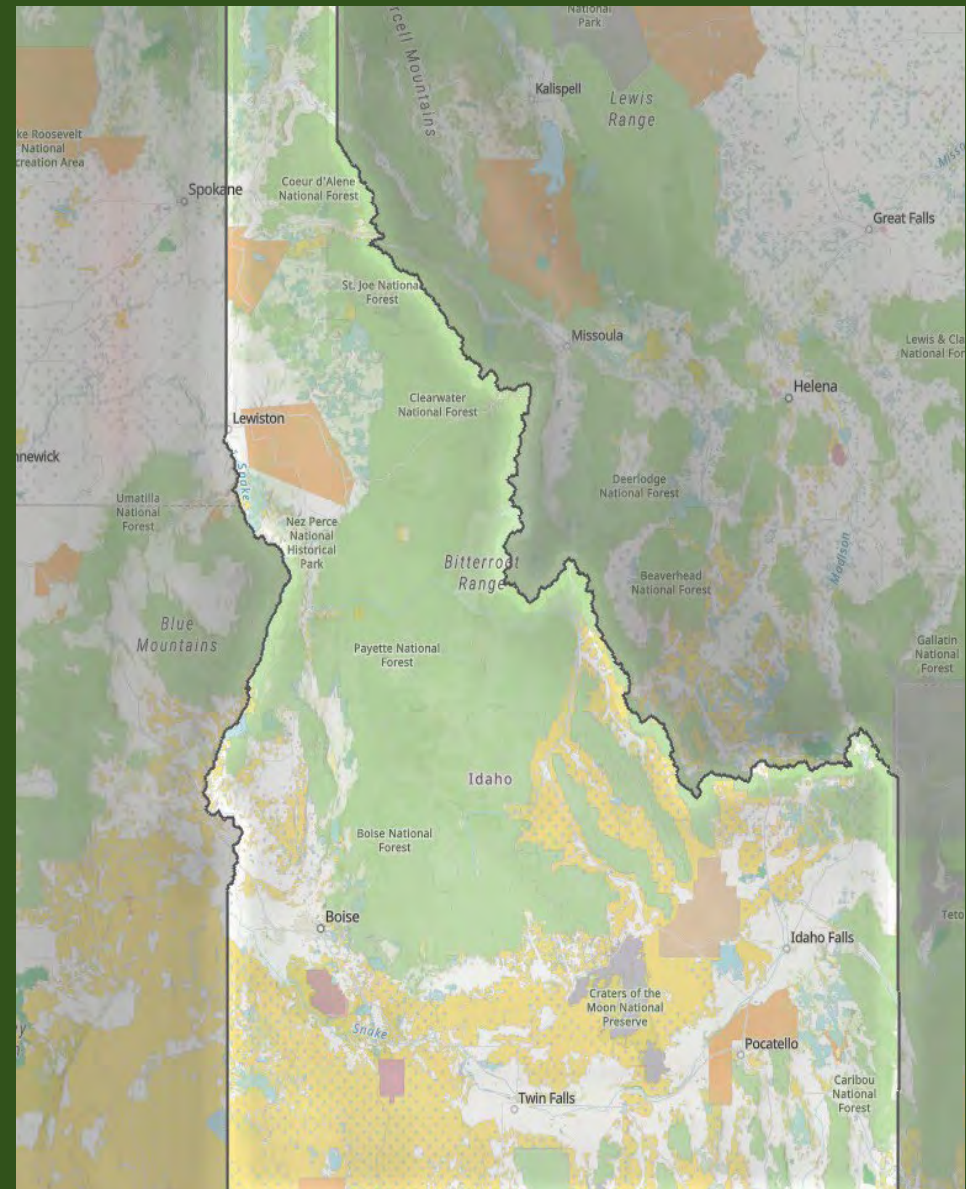 National
Park
rcell Mountains
Kalispell
Lewis
Range
ke Roosevelt
National
creation Area
Spokane
Coeur d'Alene
National Forest
Great Falls
St. Joe National
Forest
Missoula
Lewis & Cla
National For
Helena
Clearwater
National Forest
Lewiston
nnewick
Snake
Umatilla
National
Forest
Deerlodge
National Forest
Nez Perce
National
Historical
Park
Madison
Bitterroot
Range
Beaverhead
National Forest
Blue
Mountains
Payette National
Forest
Gallatin
National
Forest
Idaho
Boise National
Forest
Boise
Teto
Idaho Falls
Craters of the
Moon National
Preserve
Snake
Pocatello
Caribou
National
Forest
Twin Falls